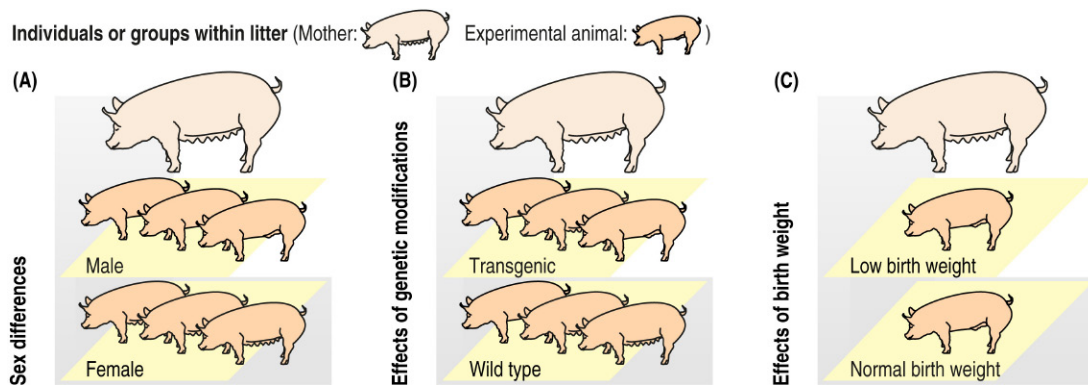 Individuals or groups within litter (Mother: Experimental animal: )
(A)
Sex differences
Male
Female
(B)
Effects of genetic modifications
Transgenic
Wild type
(C)
Effects of birth weight
Low birth weight
Normal birth weight